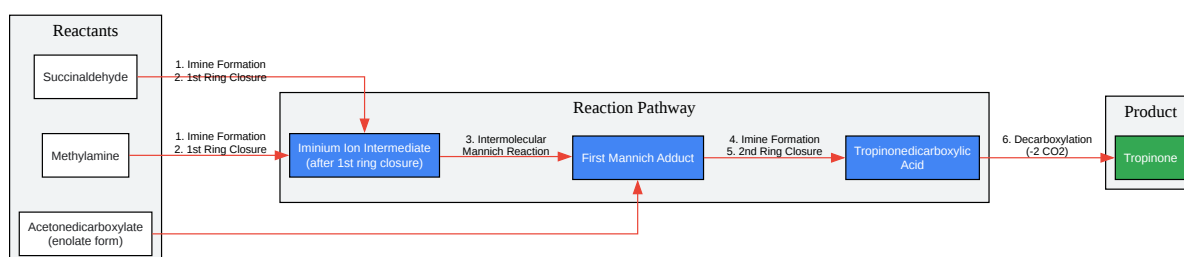 Reactants
Succinaldehyde
Methylamine
Acetonedicarboxylate
(enolate form)
1. Imine Formation
2. 1st Ring Closure
1. Imine Formation
2. 1st Ring Closure
Reaction Pathway
Iminium Ion Intermediate
(after 1st ring closure)
3. Intermolecular
Mannich Reaction
First Mannich Adduct
4. Imine Formation
5. 2nd Ring Closure
Tropinonedicarboxylic
Acid
6. Decarboxylation
(-2 CO2)
Product
Tropinone